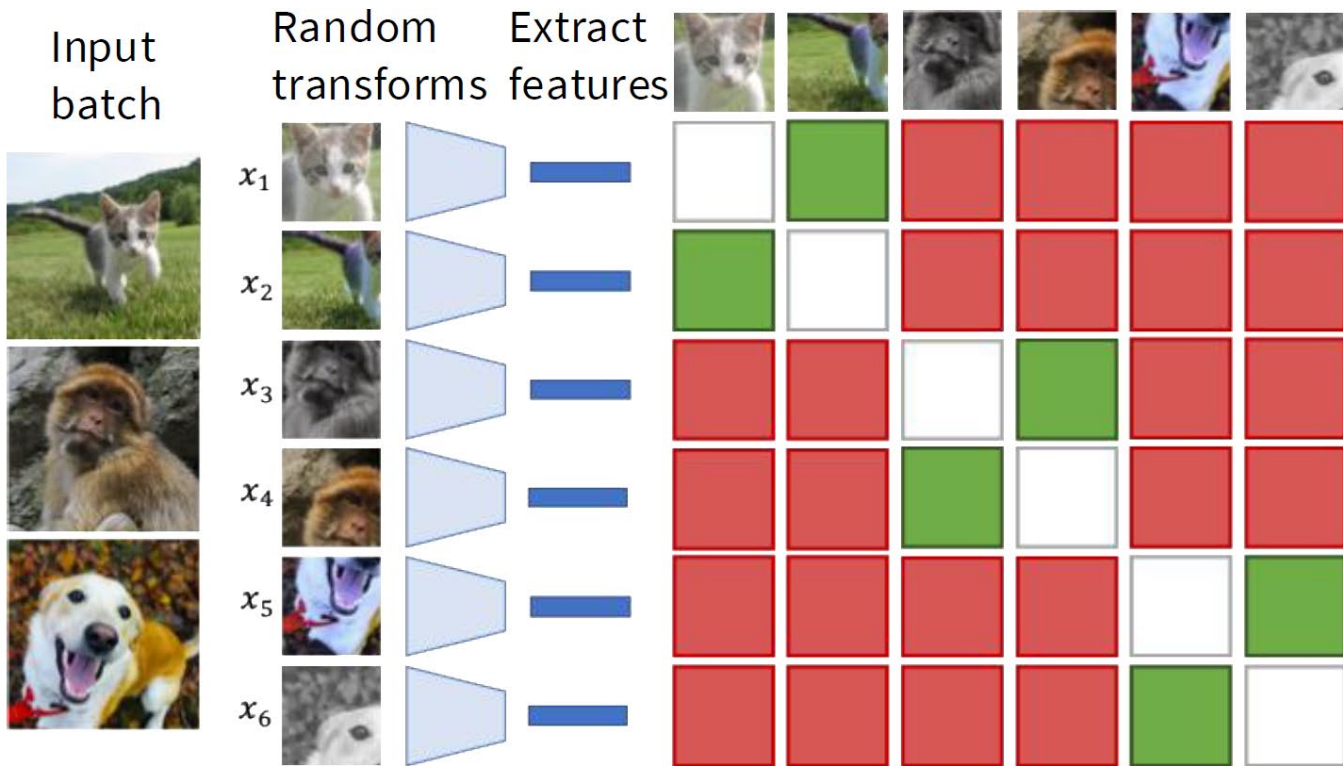 Input
batch
Random
transforms
Extract
features
x₁
x₂
x₃
x₄
x₅
x₆